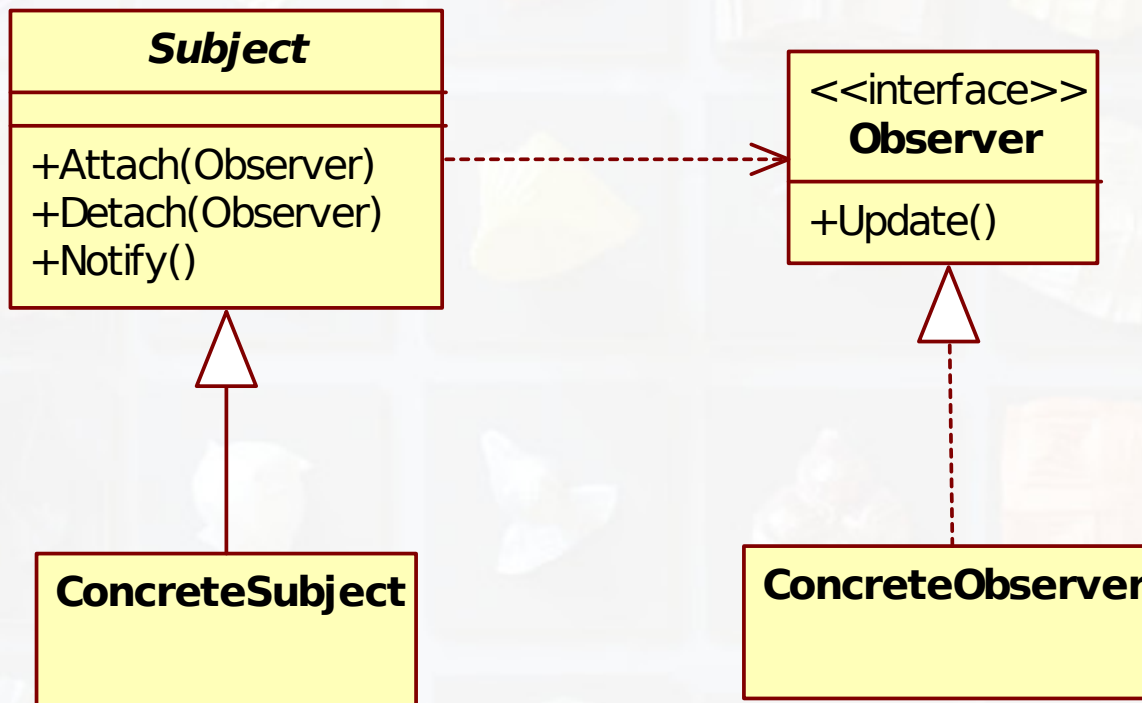 Subject
+Attach(Observer)
+Detach(Observer)
+Notify()
<<interface>>
Observer
+Update()
ConcreteSubject
ConcreteObserver